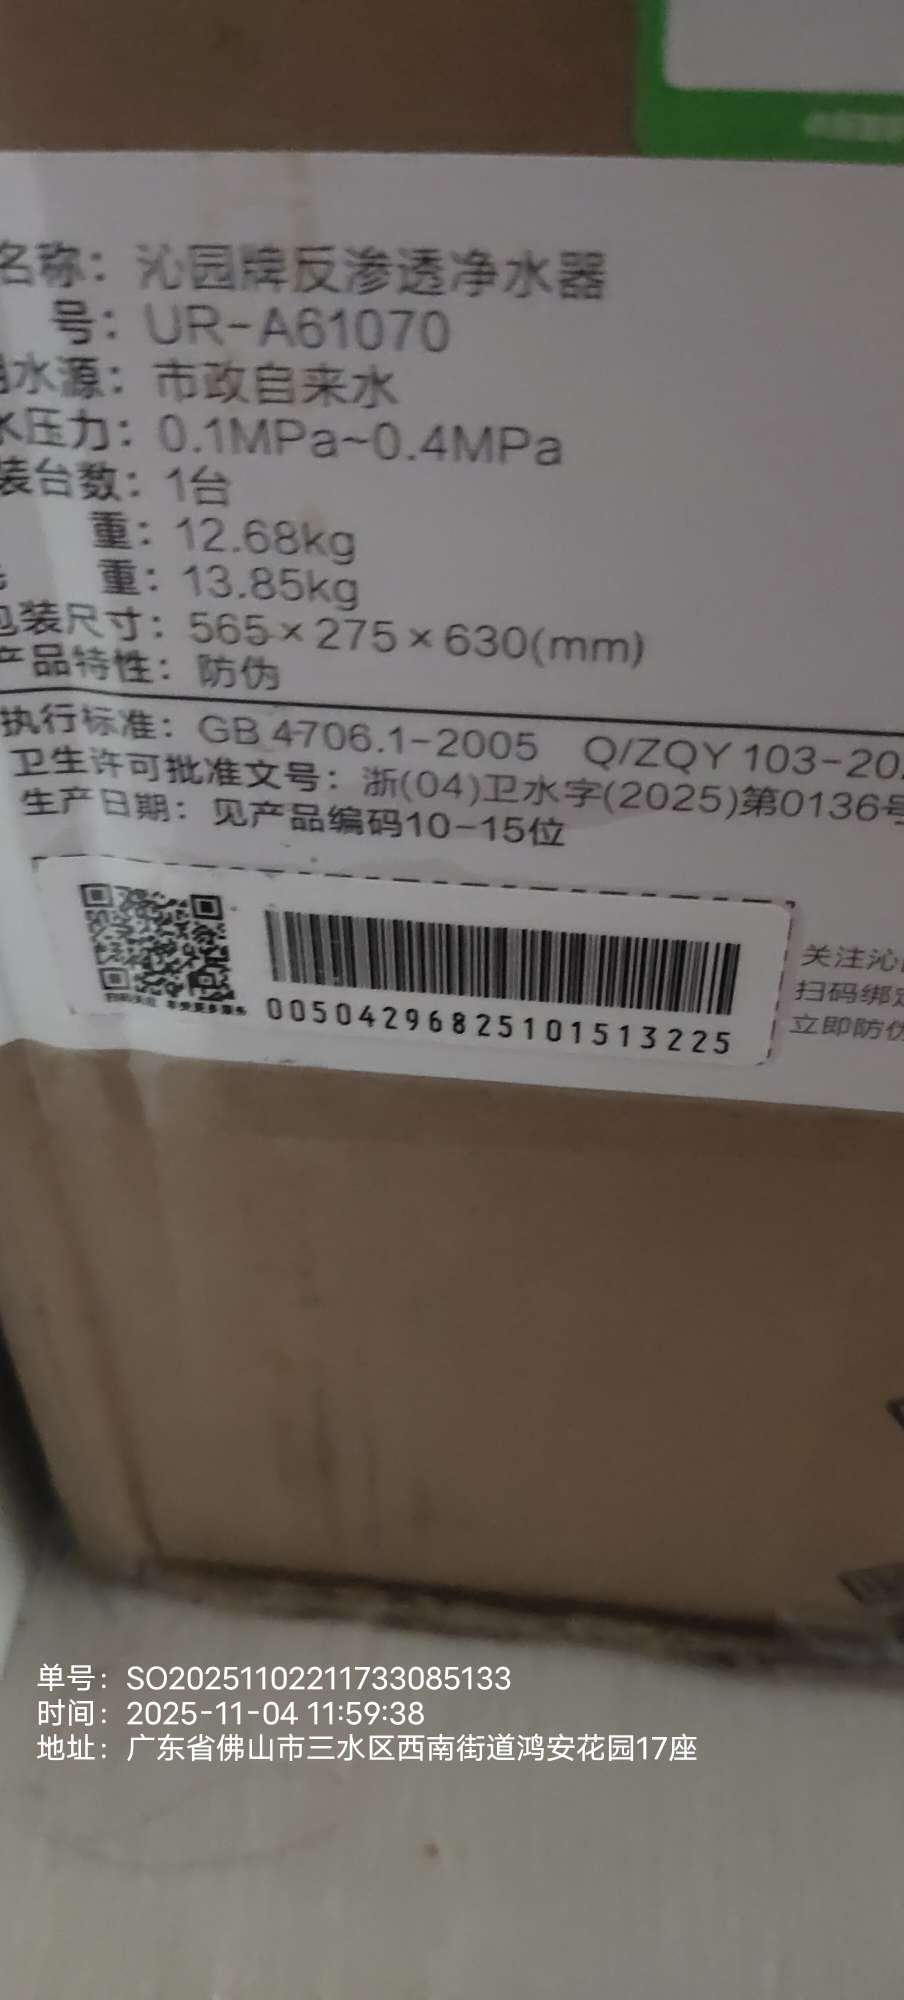 名称：沁园牌反渗透净水器
号：UR-A61070
水源：市政自来水
水压力：0.1MPa~0.4MPa
装台数：1台
重：12.68kg
重：13.85kg
包装尺寸：565×275×630(mm)
产品特性：防伪
执行标准：GB 4706.1-2005 Q/ZQY 103-20
卫生许可批准文号：浙(04)卫水字(2025)第0136号
生产日期：见产品编码10-15位
00504296825101513225
关注沁
扫码绑定
立即防伪
单号：SO20251102211733085133
时间：2025-11-04 11:59:38
地址：广东省佛山市三水区西南街道鸿安花园17座